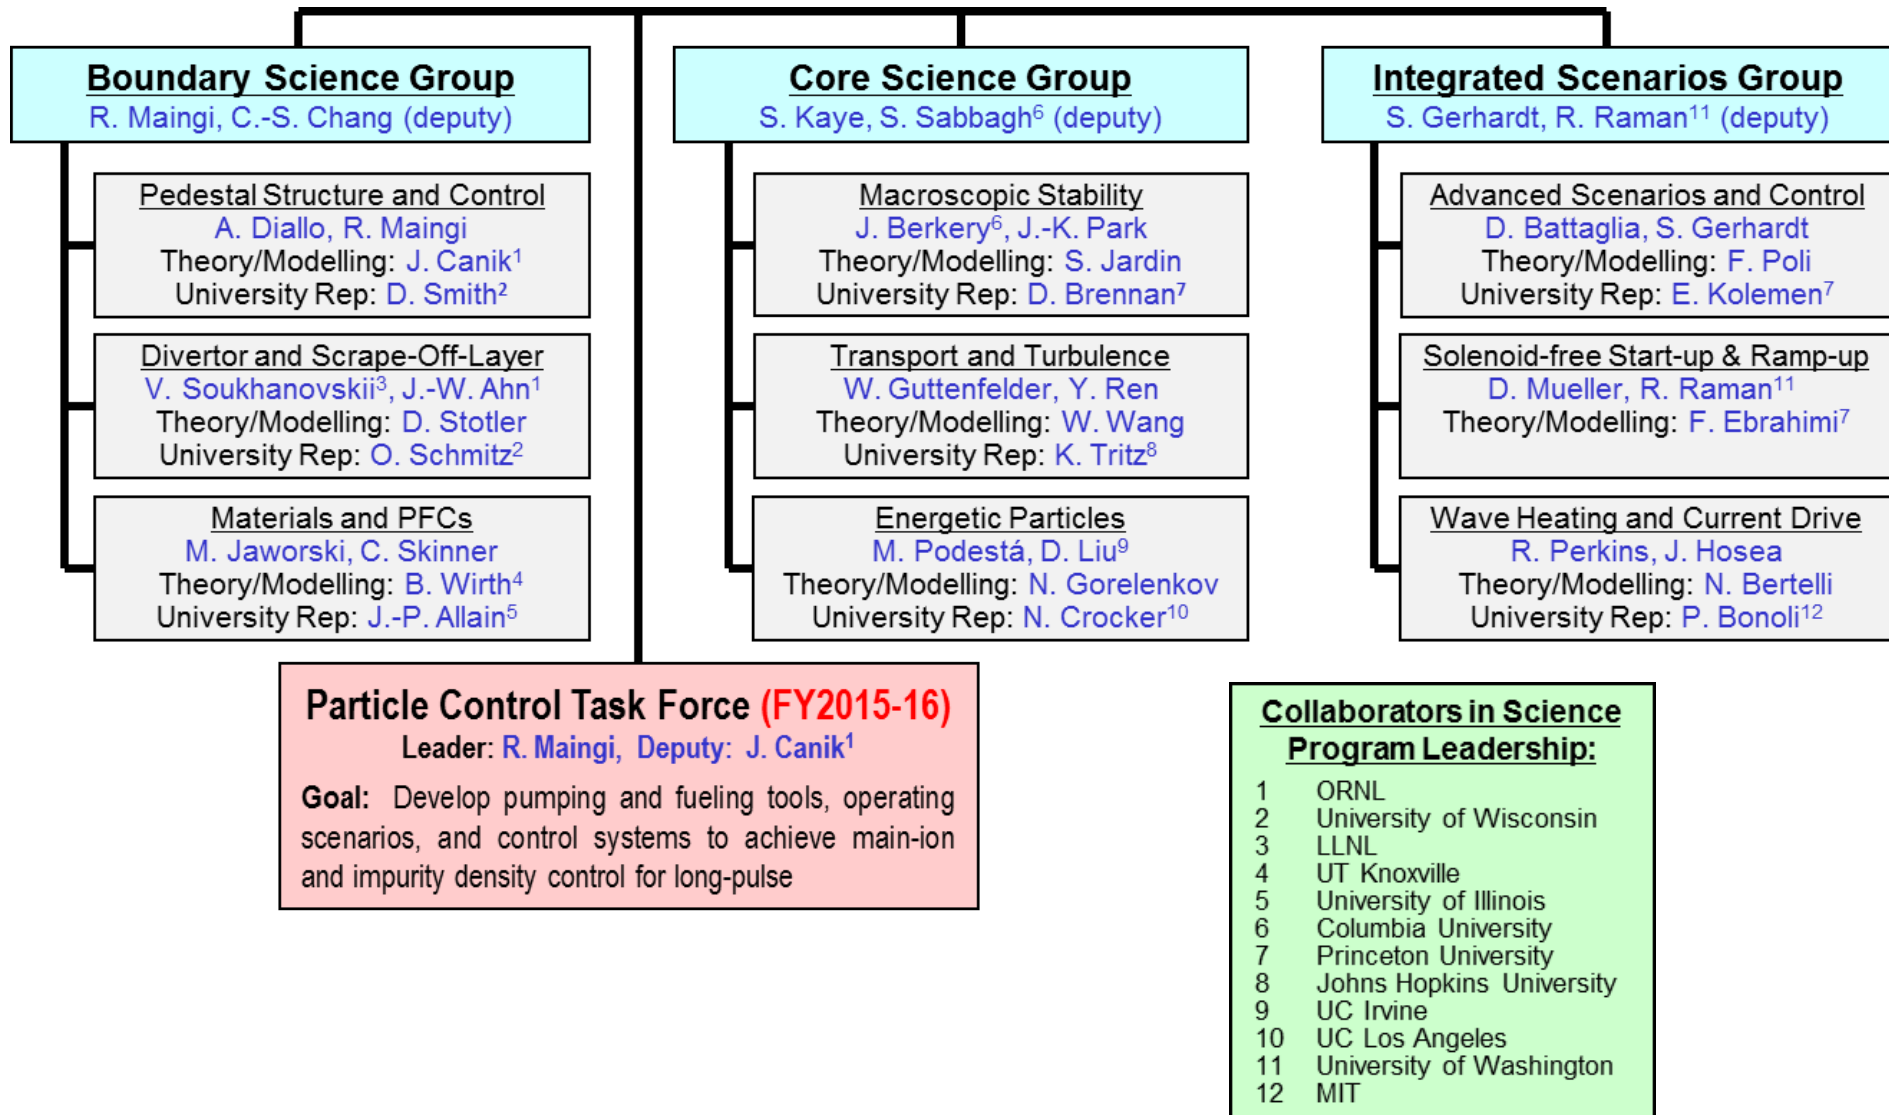 Boundary Science Group
R. Maingi, C.-S. Chang (deputy)
Pedestal Structure and Control
A. Diallo, R. Maingi
Theory/Modelling: J. Canik¹
University Rep: D. Smith²
Divertor and Scrape-Off-Layer
V. Soukhanovskii³, J.-W. Ahn¹
Theory/Modelling: D. Stotler
University Rep: O. Schmitz²
Materials and PFCs
M. Jaworski, C. Skinner
Theory/Modelling: B. Wirth⁴
University Rep: J.-P. Allain⁵
Core Science Group
S. Kaye, S. Sabbagh⁶ (deputy)
Macroscopic Stability
J. Berkery⁶, J.-K. Park
Theory/Modelling: S. Jardin
University Rep: D. Brennan⁷
Transport and Turbulence
W. Guttenfelder, Y. Ren
Theory/Modelling: W. Wang
University Rep: K. Tritz⁸
Energetic Particles
M. Podestá, D. Liu⁹
Theory/Modelling: N. Gorelenkov
University Rep: N. Crocker¹⁰
Integrated Scenarios Group
S. Gerhardt, R. Raman¹¹ (deputy)
Advanced Scenarios and Control
D. Battaglia, S. Gerhardt
Theory/Modelling: F. Poli
University Rep: E. Kolemen⁷
Solenoid-free Start-up & Ramp-up
D. Mueller, R. Raman¹¹
Theory/Modelling: F. Ebrahimi⁷
Wave Heating and Current Drive
R. Perkins, J. Hosea
Theory/Modelling: N. Bertelli
University Rep: P. Bonoli¹²
Particle Control Task Force (FY2015-16)
Leader: R. Maingi, Deputy: J. Canik¹
Goal: Develop pumping and fueling tools, operating
scenarios, and control systems to achieve main-ion
and impurity density control for long-pulse
Collaborators in Science
Program Leadership:
1 ORNL
2 University of Wisconsin
3 LLNL
4 UT Knoxville
5 University of Illinois
6 Columbia University
7 Princeton University
8 Johns Hopkins University
9 UC Irvine
10 UC Los Angeles
11 University of Washington
12 MIT